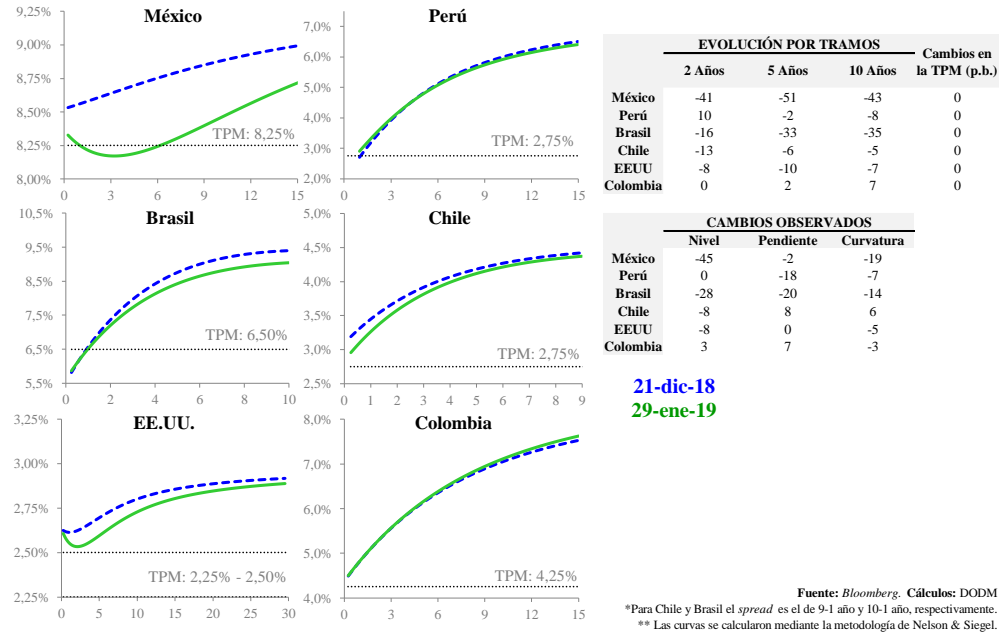 México
9,25%
9,00%
8,75%
8,50%
8,25%
8,00%
TPM: 8,25%
0 3 6 9 12 15
Perú
7,0%
6,0%
5,0%
4,0%
3,0%
2,0%
TPM: 2,75%
0 3 6 9 12 15
Brasil
10,5%
9,5%
8,5%
7,5%
6,5%
5,5%
TPM: 6,50%
0 2 4 6 8 10
Chile
5,0%
4,5%
4,0%
3,5%
3,0%
2,5%
TPM: 2,75%
0 1 2 3 4 5 6 7 8 9
EE.UU.
3,25%
3,00%
2,75%
2,50%
2,25%
TPM: 2,25% - 2,50%
0 5 10 15 20 25 30
Colombia
8,0%
7,0%
6,0%
5,0%
4,0%
TPM: 4,25%
0 3 6 9 12 15
EVOLUCIÓN POR TRAMOS
Cambios en
la TPM (p.b.)
2 Años 5 Años 10 Años
México -41 -51 -43 0
Perú 10 -2 -8 0
Brasil -16 -33 -35 0
Chile -13 -6 -5 0
EEUU -8 -10 -7 0
Colombia 0 2 7 0
CAMBIOS OBSERVADOS
Nivel Pendiente Curvatura
México -45 -2 -19
Perú 0 -18 -7
Brasil -28 -20 -14
Chile -8 8 6
EEUU -8 0 -5
Colombia 3 7 -3
21-dic-18
29-ene-19
Fuente: Bloomberg. Cálculos: DODM
*Para Chile y Brasil el spread es el de 9-1 año y 10-1 año, respectivamente.
** Las curvas se calcularon mediante la metodología de Nelson & Siegel.